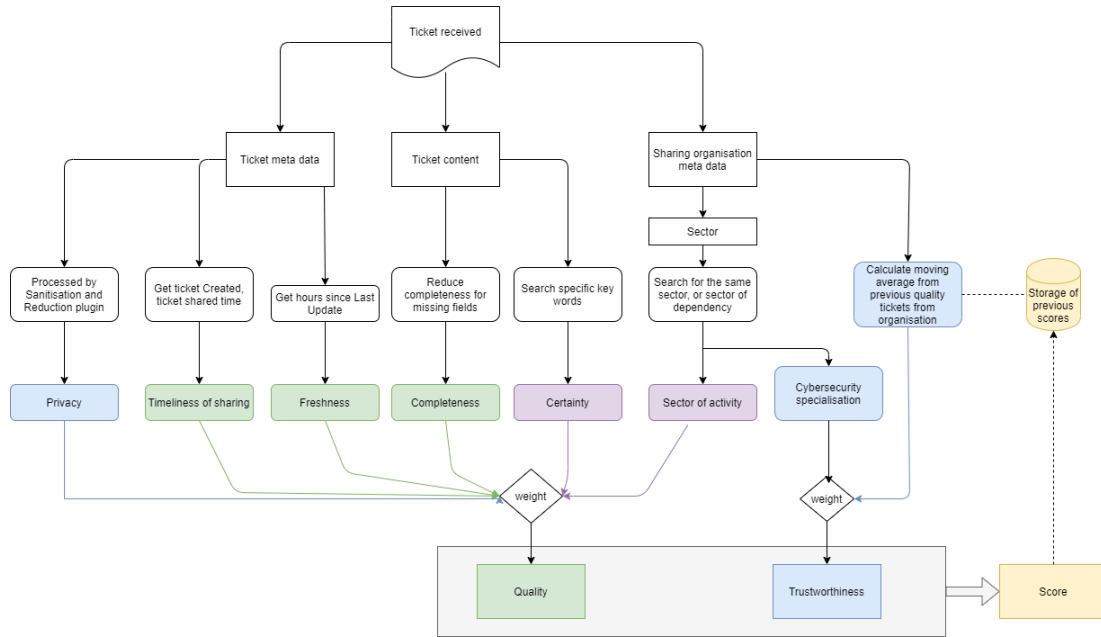 Ticket received
Ticket meta data
Ticket content
Sharing organisation
meta data
Sector
Processed by
Sanitisation and
Reduction plugin
Get ticket Created,
ticket shared time
Get hours since Last
Update
Reduce
completeness for
missing fields
Search specific key
words
Search for the same
sector, or sector of
dependency
Calculate moving
average from
previous quality
tickets from
organisation
Storage of
previous
scores
Privacy
Timeliness of sharing
Freshness
Completeness
Certainty
Sector of activity
Cybersecurity
specialisation
weight
weight
Quality
Trustworthiness
Score